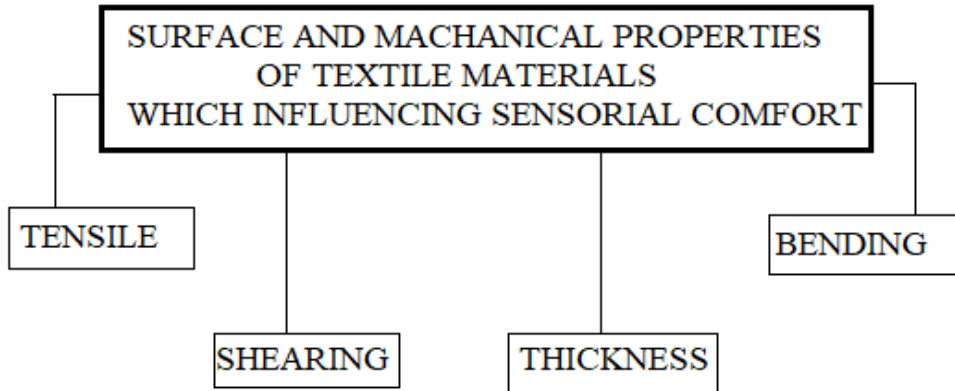 SURFACE AND MACHANICAL PROPERTIES
OF TEXTILE MATERIALS
WHICH INFLUENCING SENSORIAL COMFORT
TENSILE
BENDING
SHEARING
THICKNESS